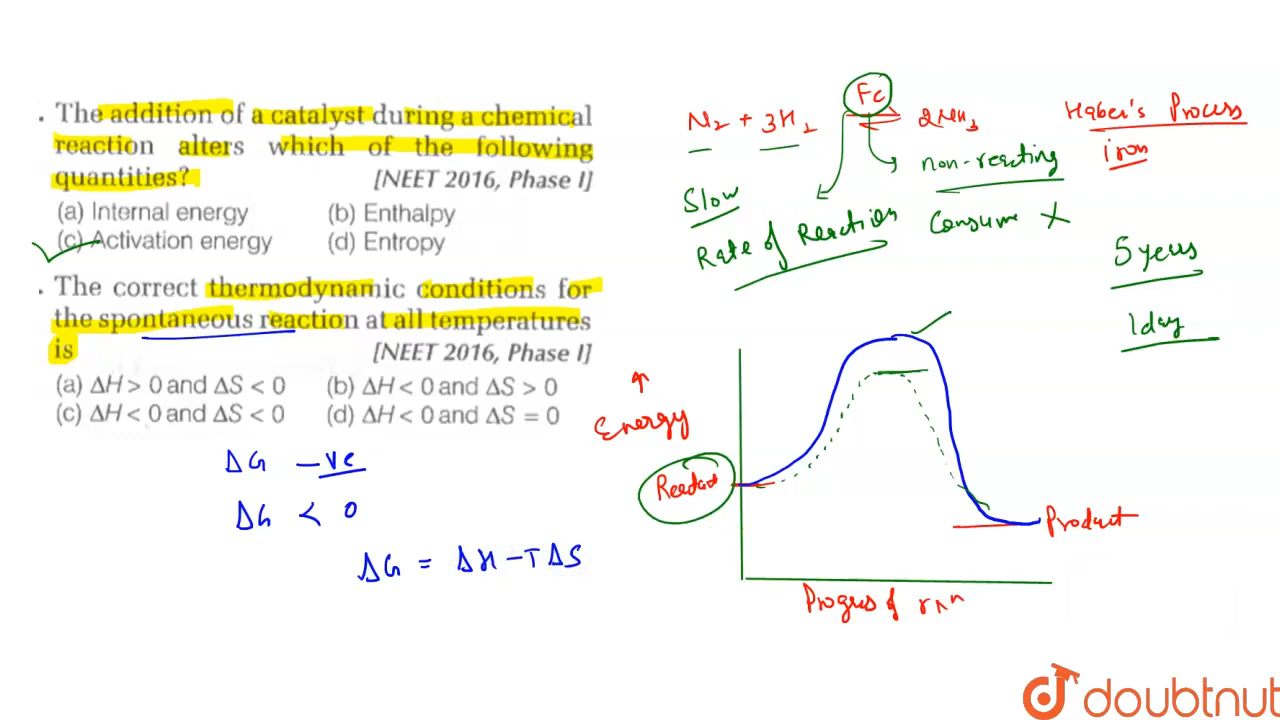 . The addition of a catalyst during a chemical
reaction alters which of the following
quantities? [NEET 2016, Phase I]
(a) Internal energy (b) Enthalpy
(c) Activation energy (d) Entropy
. The correct thermodynamic conditions for
the spontaneous reaction at all temperatures
is [NEET 2016, Phase I]
(a) ΔH > 0 and ΔS < 0 (b) ΔH < 0 and ΔS > 0
(c) ΔH < 0 and ΔS < 0 (d) ΔH < 0 and ΔS = 0
ΔG -ve
ΔG < 0
ΔG = ΔH - TΔS
Fe
N2 + 3H2 ⇌ 2NH3
Haber's Process
iron
non-reacting
Slow
Rate of Reaction
Consume X
5 years
1 day
↑
Energy
Product
Progres of rxn
doubtnut